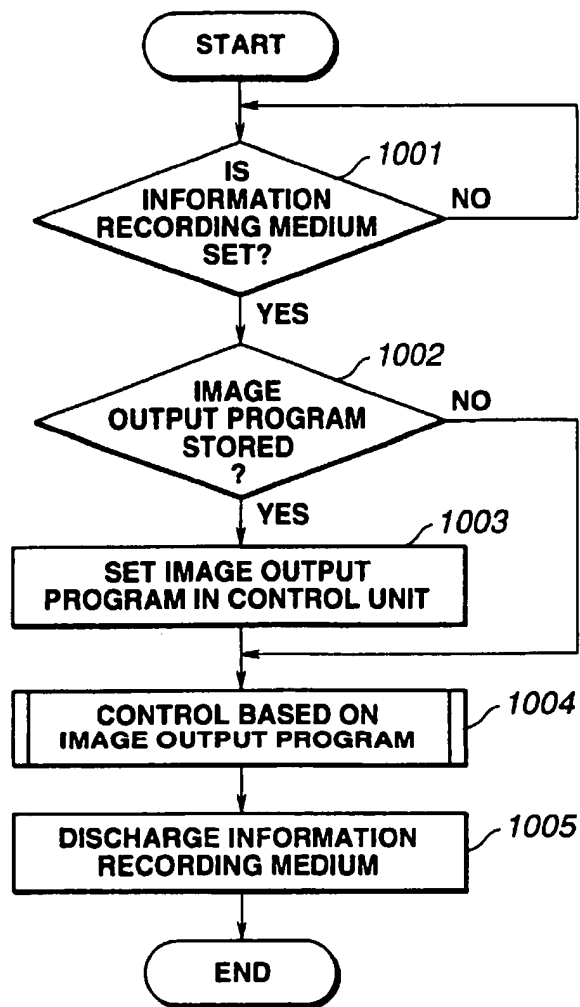 START
1001
IS
INFORMATION
RECORDING MEDIUM
SET?
NO
YES
1002
IMAGE
OUTPUT PROGRAM
STORED
?
NO
YES
1003
SET IMAGE OUTPUT
PROGRAM IN CONTROL UNIT
1004
CONTROL BASED ON
IMAGE OUTPUT PROGRAM
1005
DISCHARGE INFORMATION
RECORDING MEDIUM
END